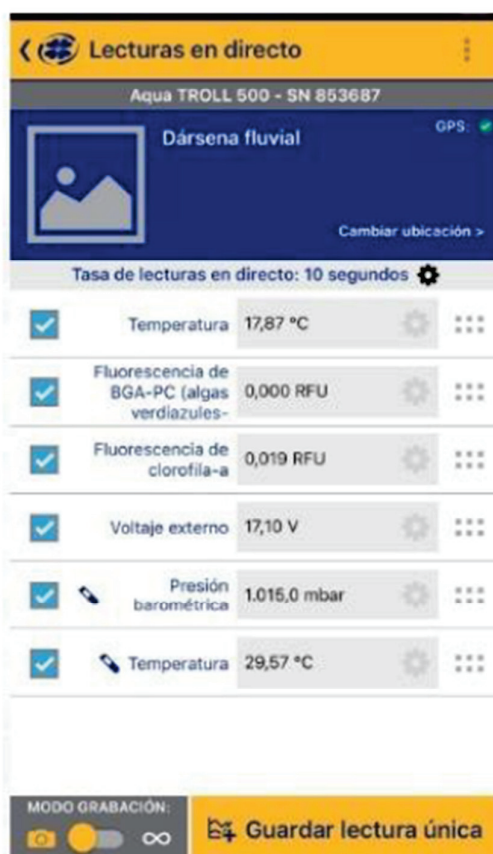 Lecturas en directo
Aqua TROLL 500 - SN 853687
Dársena fluvial
GPS:
Cambiar ubicación >
Tasa de lecturas en directo: 10 segundos
Temperatura 17,87 °C
Fluorescencia de
BGA-PC (algas 0,000 RFU
verdiazules-
Fluorescencia de
clorofila-a 0,019 RFU
Voltaje externo 17,10 V
Presión
barométrica 1.015,0 mbar
Temperatura 29,57 °C
MODO GRABACIÓN:
Guardar lectura única